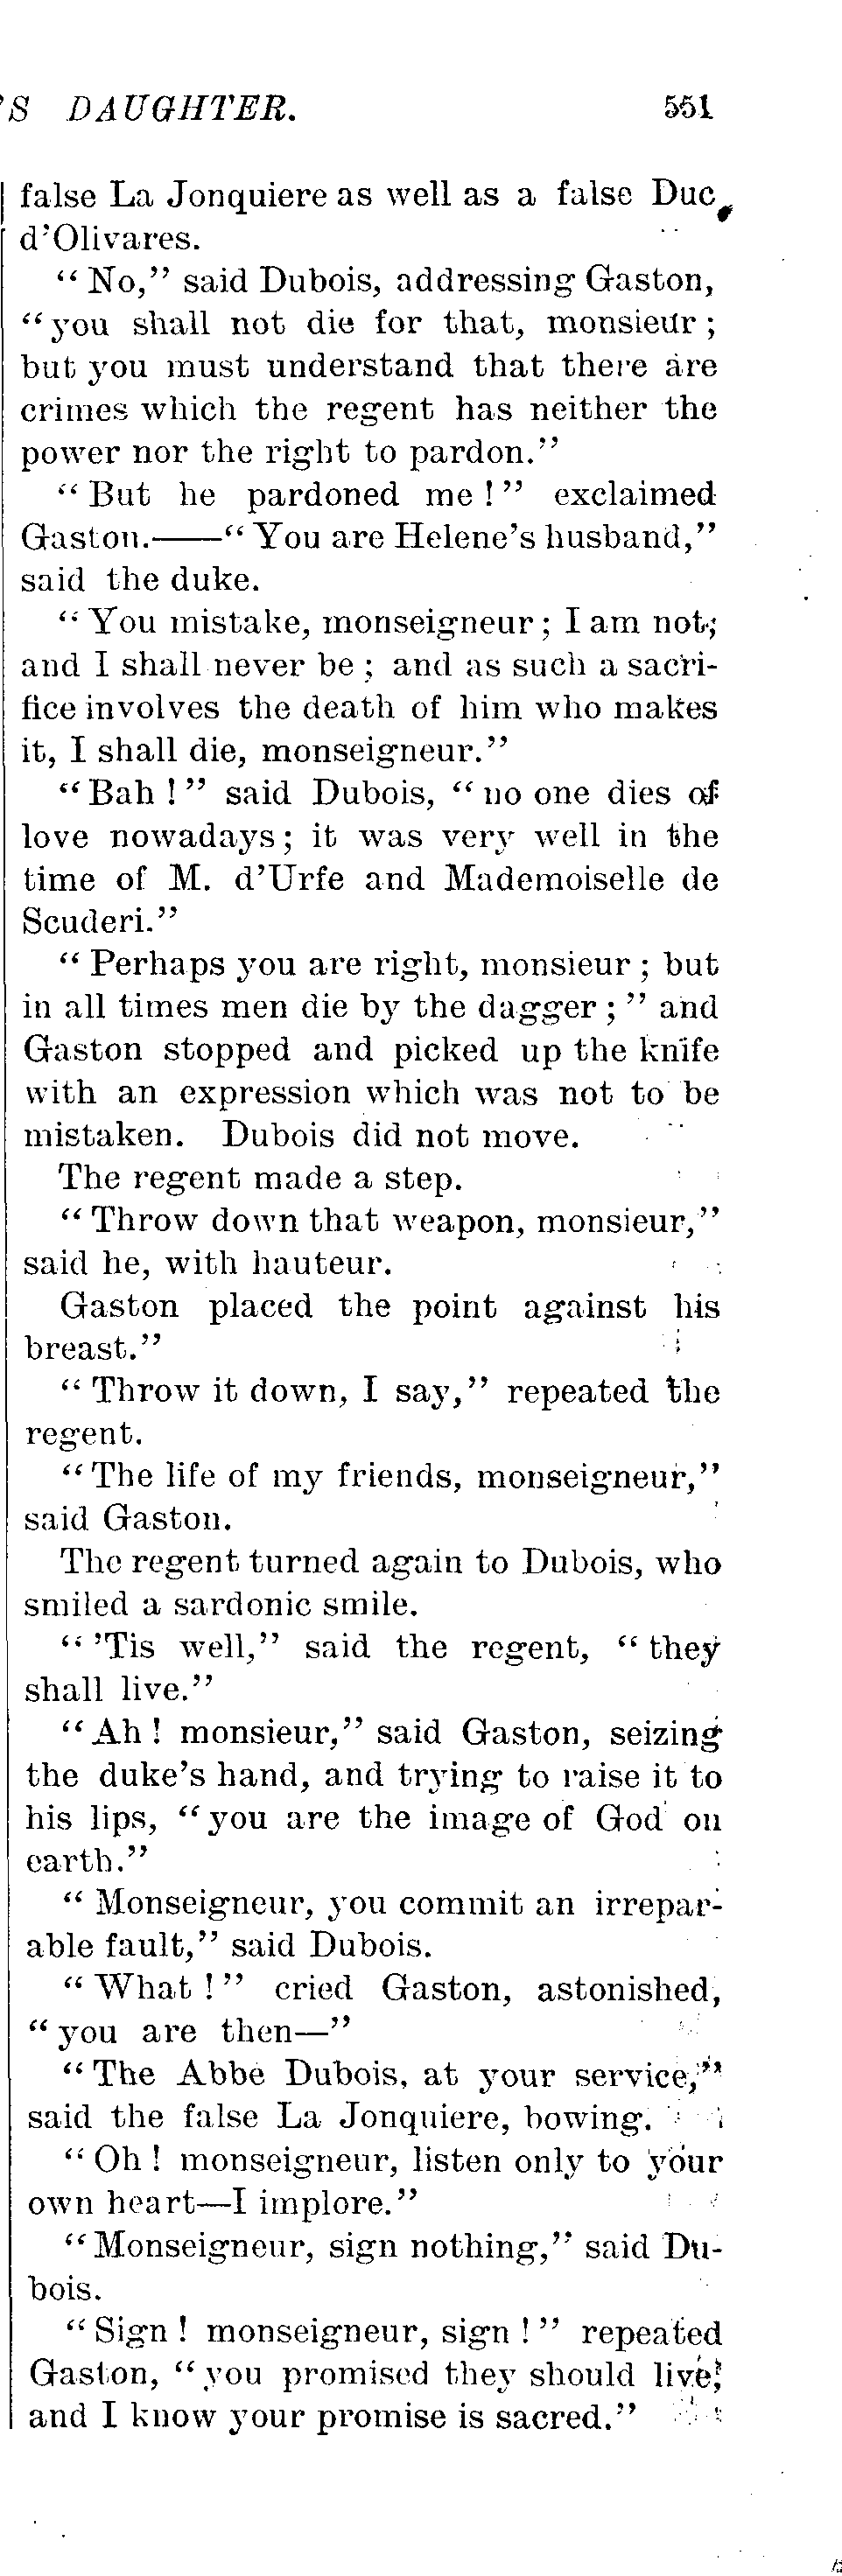 'S DAUGHTER. 551
false La Jonquiere as well as a false Duc
d'Olivares.
"No," said Dubois, addressing Gaston,
"you shall not die for that, monsieur;
but you must understand that there are
crimes which the regent has neither the
power nor the right to pardon."
"But he pardoned me!" exclaimed
Gaston.——"You are Helene's husband,"
said the duke.
"You mistake, monseigneur; I am not;
and I shall never be; and as such a sacri-
fice involves the death of him who makes
it, I shall die, monseigneur."
"Bah!" said Dubois, "no one dies of
love nowadays; it was very well in the
time of M. d'Urfe and Mademoiselle de
Scuderi."
"Perhaps you are right, monsieur; but
in all times men die by the dagger;" and
Gaston stopped and picked up the knife
with an expression which was not to be
mistaken. Dubois did not move.
The regent made a step.
"Throw down that weapon, monsieur,"
said he, with hauteur.
Gaston placed the point against his
breast."
"Throw it down, I say," repeated the
regent.
"The life of my friends, monseigneur,"
said Gaston.
The regent turned again to Dubois, who
smiled a sardonic smile.
"'Tis well," said the regent, "they
shall live."
"Ah! monsieur," said Gaston, seizing
the duke's hand, and trying to raise it to
his lips, "you are the image of God on
earth."
"Monseigneur, you commit an irrepar-
able fault," said Dubois.
"What!" cried Gaston, astonished,
"you are then—"
"The Abbe Dubois, at your service,"
said the false La Jonquiere, bowing.
"Oh! monseigneur, listen only to your
own heart—I implore."
"Monseigneur, sign nothing," said Du-
bois.
"Sign! monseigneur, sign!" repeated
Gaston, "you promised they should live,
and I know your promise is sacred."